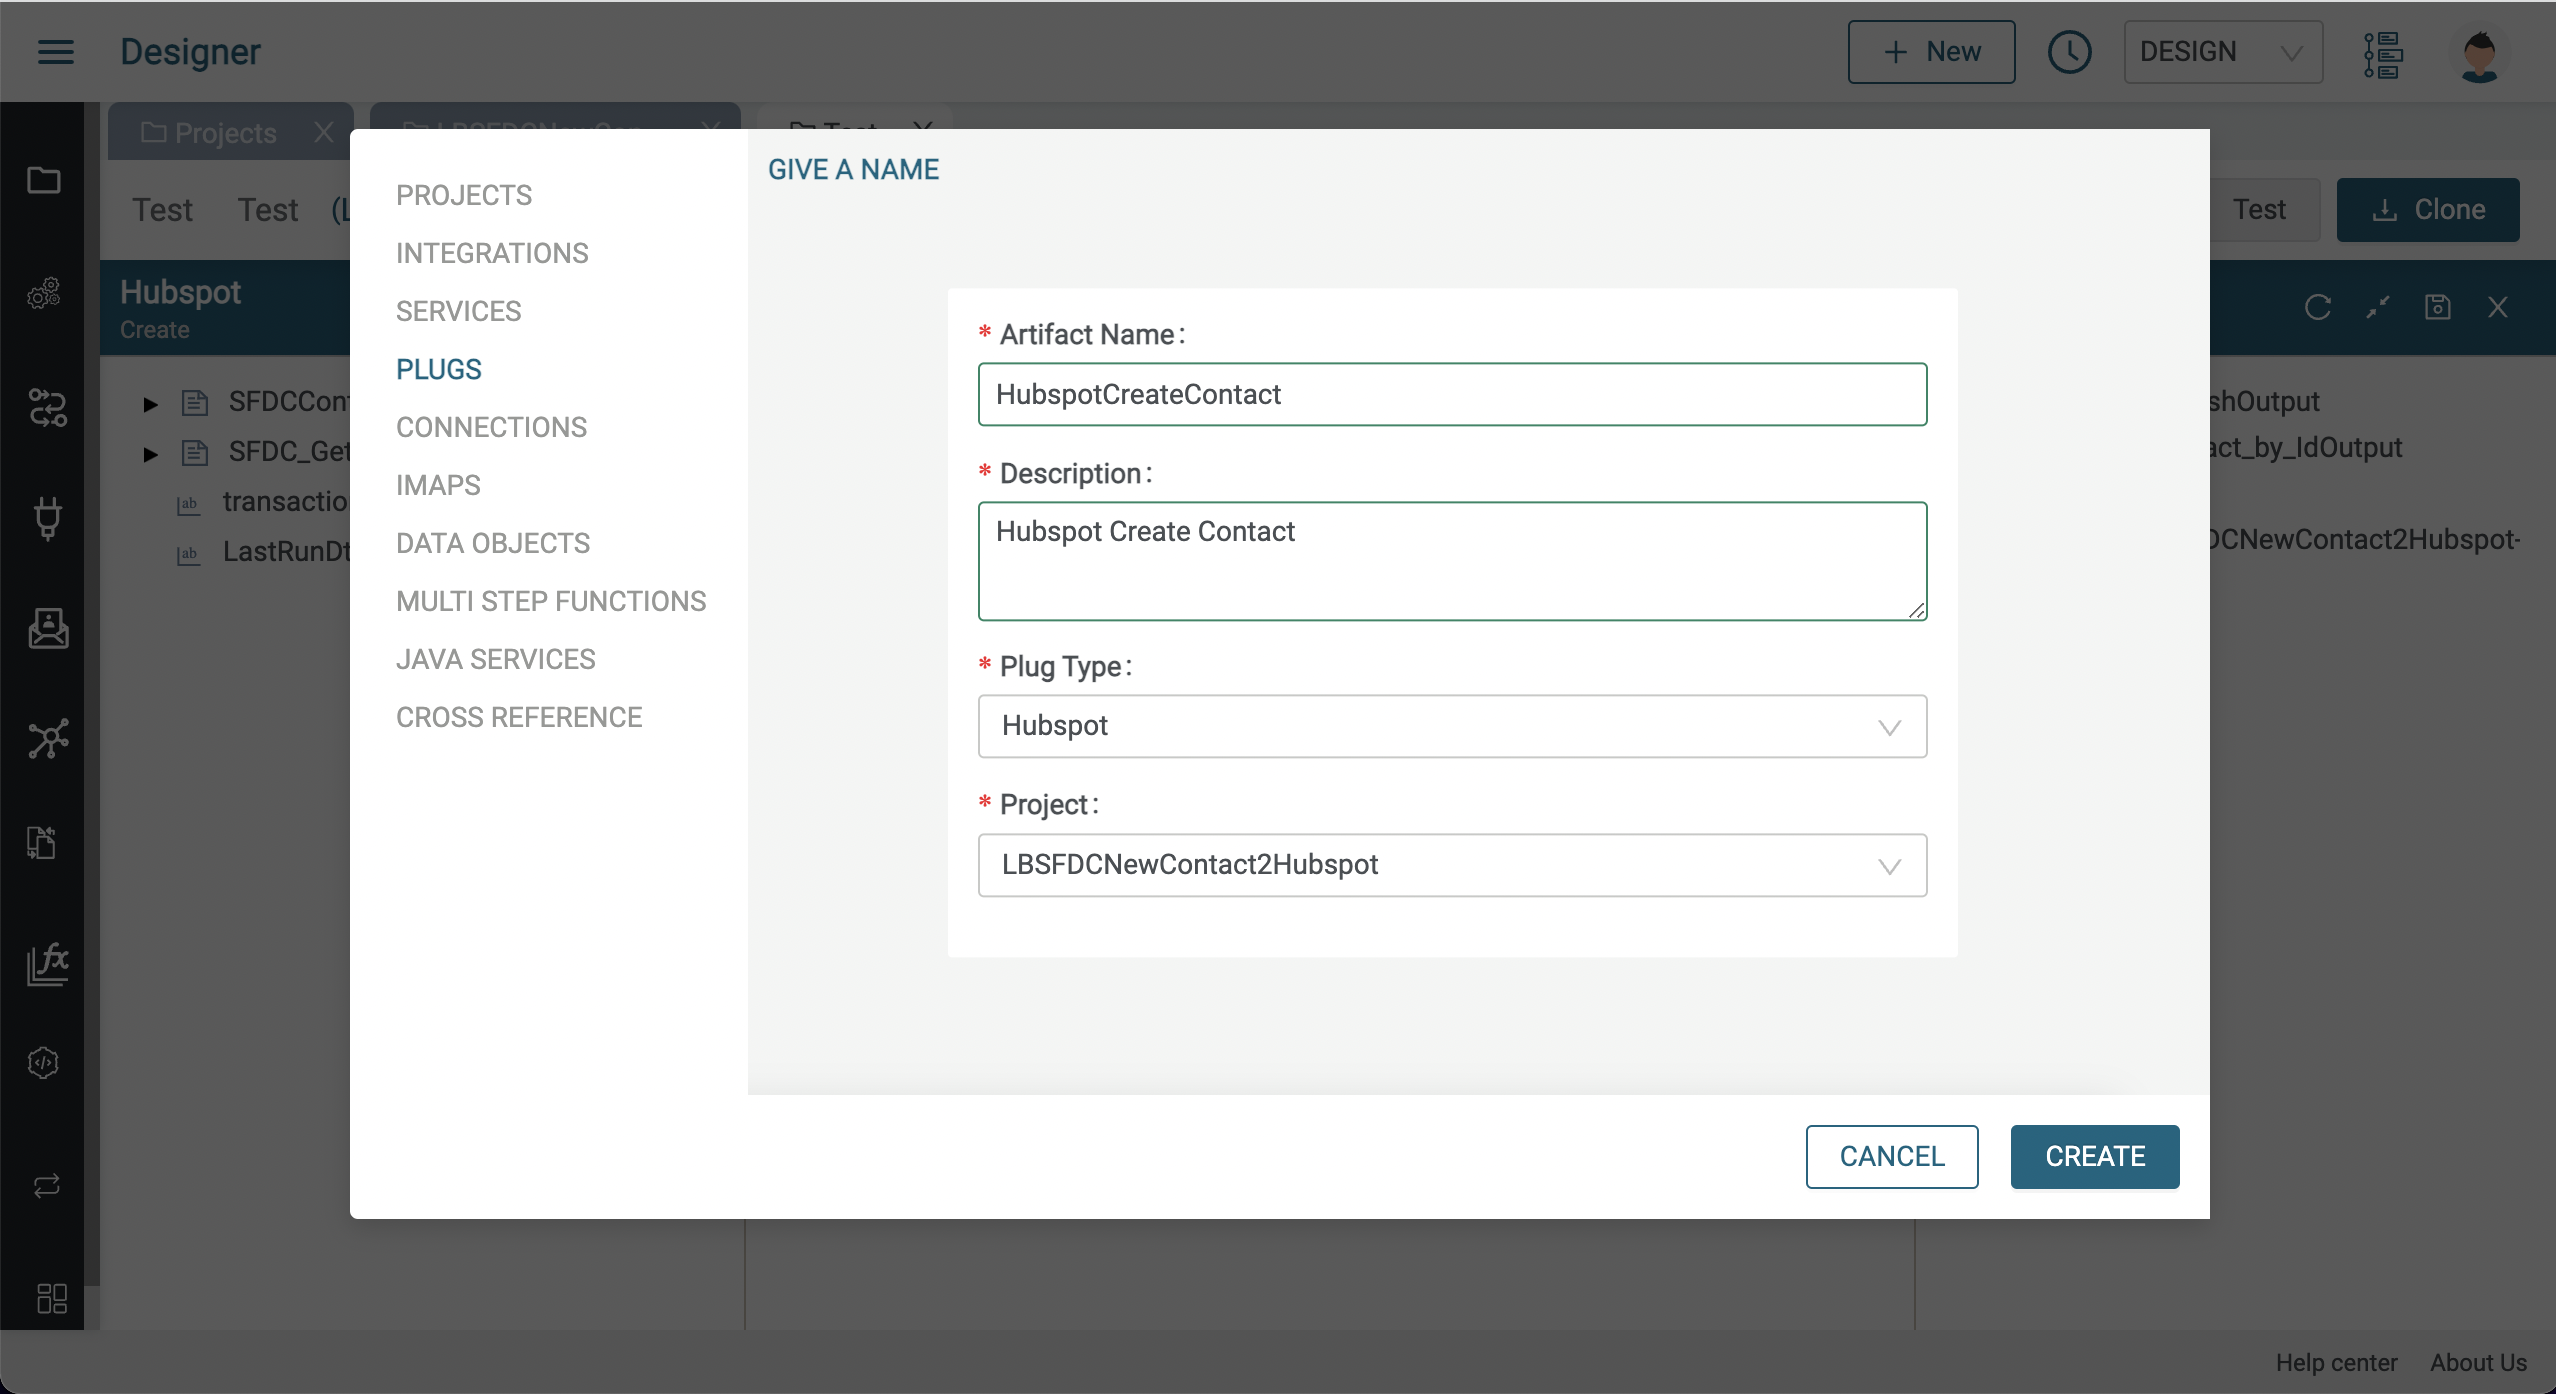 Designer
New
DESIGN
Projects
Test
Test Test
Test
Clone
Hubspot
Create
SFDCCon
SFDC_Get
transactio
LastRunDt
shOutput
act_by_IdOutput
DCNewContact2Hubspot-
PROJECTS
INTEGRATIONS
SERVICES
PLUGS
CONNECTIONS
IMAPS
DATA OBJECTS
MULTI STEP FUNCTIONS
JAVA SERVICES
CROSS REFERENCE
GIVE A NAME
* Artifact Name:
HubspotCreateContact
* Description:
Hubspot Create Contact
* Plug Type:
Hubspot
* Project:
LBSFDCNewContact2Hubspot
CANCEL
CREATE
Help center
About Us